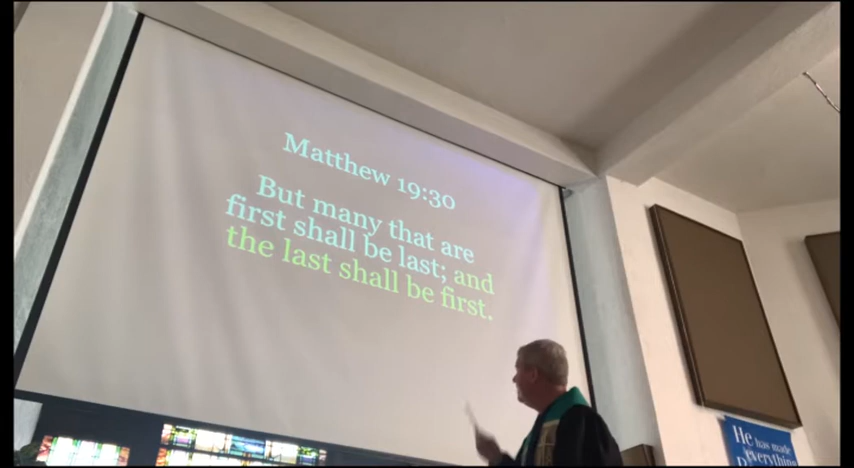 Matthew 19:30
But many that are
first shall be last; and
the last shall be first.
He has made
everything